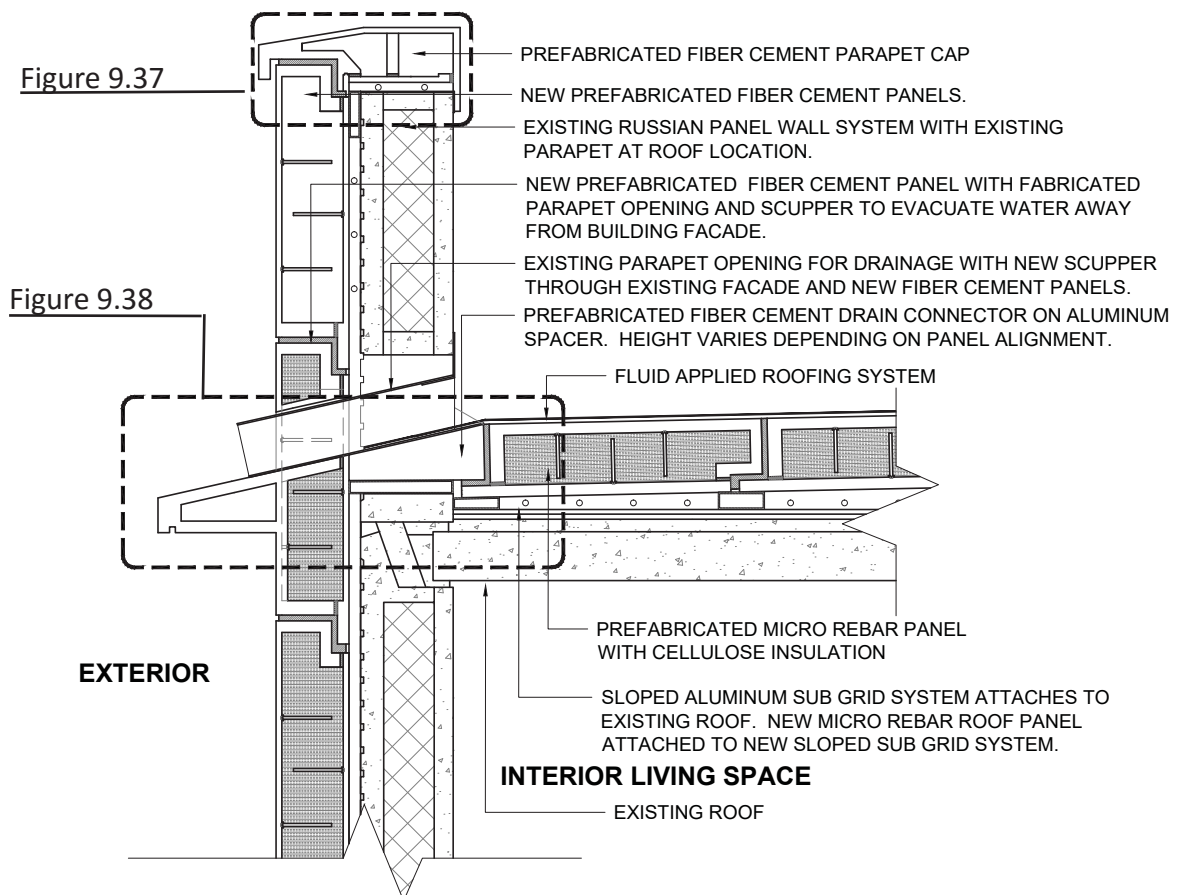 Figure 9.37
PREFABRICATED FIBER CEMENT PARAPET CAP
NEW PREFABRICATED FIBER CEMENT PANELS.
EXISTING RUSSIAN PANEL WALL SYSTEM WITH EXISTING
PARAPET AT ROOF LOCATION.
NEW PREFABRICATED FIBER CEMENT PANEL WITH FABRICATED
PARAPET OPENING AND SCUPPER TO EVACUATE WATER AWAY
FROM BUILDING FACADE.
Figure 9.38
EXISTING PARAPET OPENING FOR DRAINAGE WITH NEW SCUPPER
THROUGH EXISTING FACADE AND NEW FIBER CEMENT PANELS.
PREFABRICATED FIBER CEMENT DRAIN CONNECTOR ON ALUMINUM
SPACER. HEIGHT VARIES DEPENDING ON PANEL ALIGNMENT.
FLUID APPLIED ROOFING SYSTEM
PREFABRICATED MICRO REBAR PANEL
WITH CELLULOSE INSULATION
EXTERIOR
SLOPED ALUMINUM SUB GRID SYSTEM ATTACHES TO
EXISTING ROOF. NEW MICRO REBAR ROOF PANEL
ATTACHED TO NEW SLOPED SUB GRID SYSTEM.
INTERIOR LIVING SPACE
EXISTING ROOF